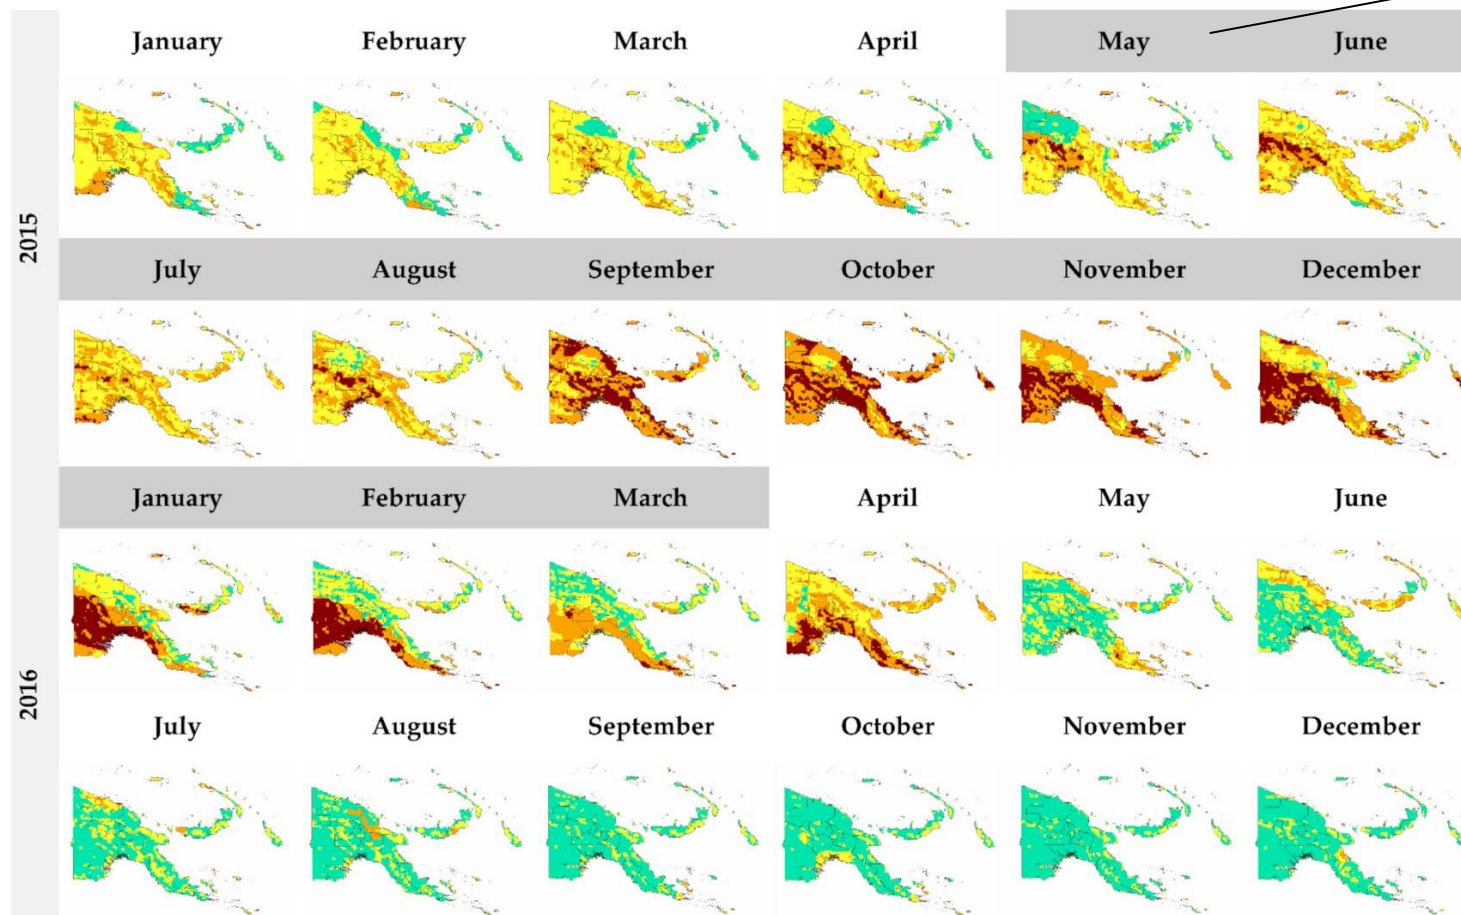 January February March April May June
2015
July August September October November December
January February March April May June
2016
July August September October November December